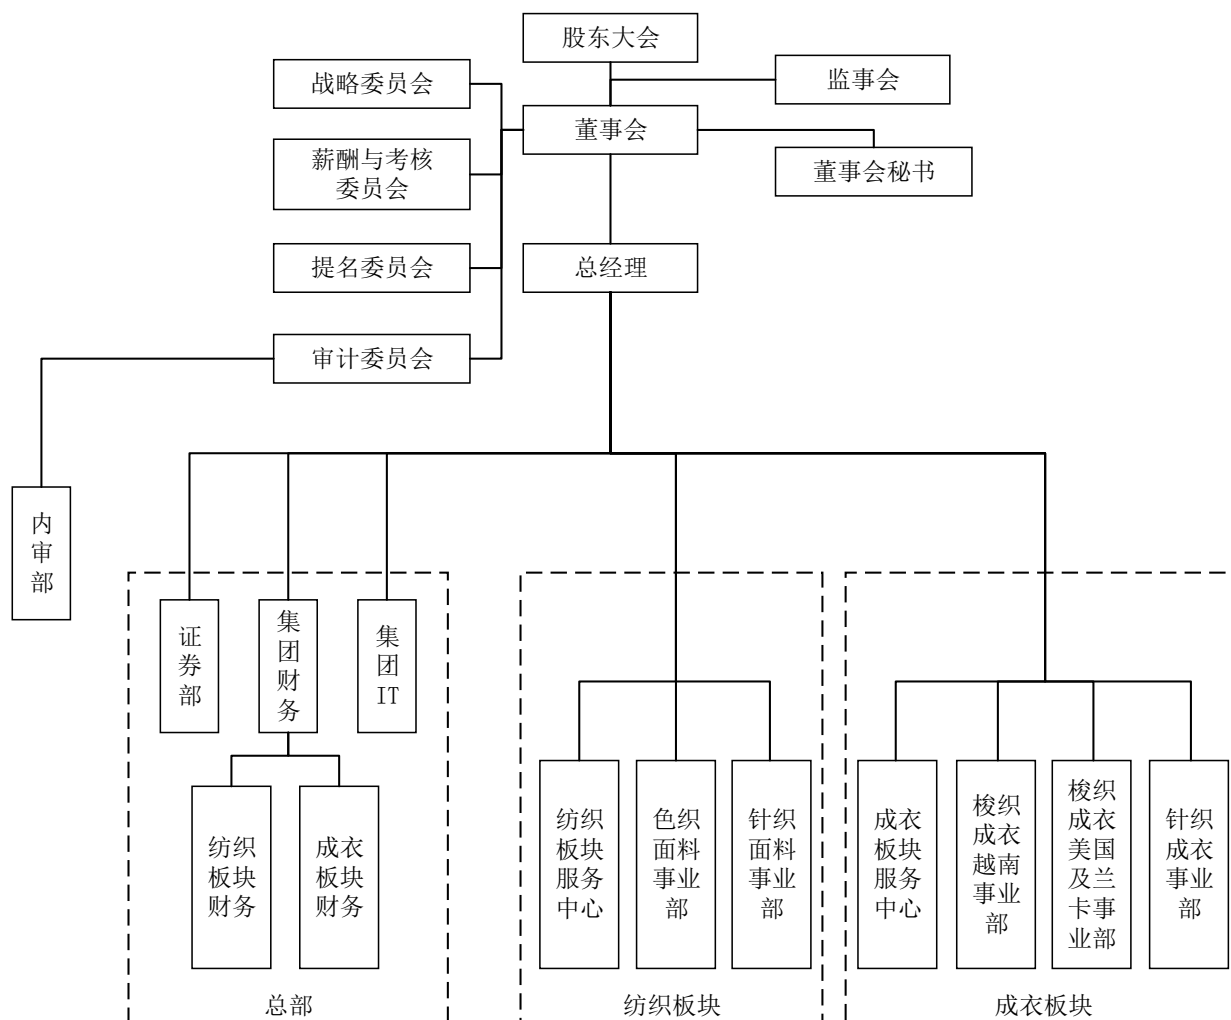 股东大会
战略委员会
监事会
董事会
薪酬与考核
委员会
董事会秘书
提名委员会
总经理
审计委员会
内
审
部
证
券
部
集
团
财
务
集
团
IT
纺织
板块
财务
成衣
板块
财务
纺织
板块
服务
中心
色织
面料
事业
部
针织
面料
事业
部
成衣
板块
服务
中心
梭织
成衣
越南
事业
部
梭织
成衣
美国
及兰
卡事
业部
针织
成衣
事业
部
总部
纺织板块
成衣板块